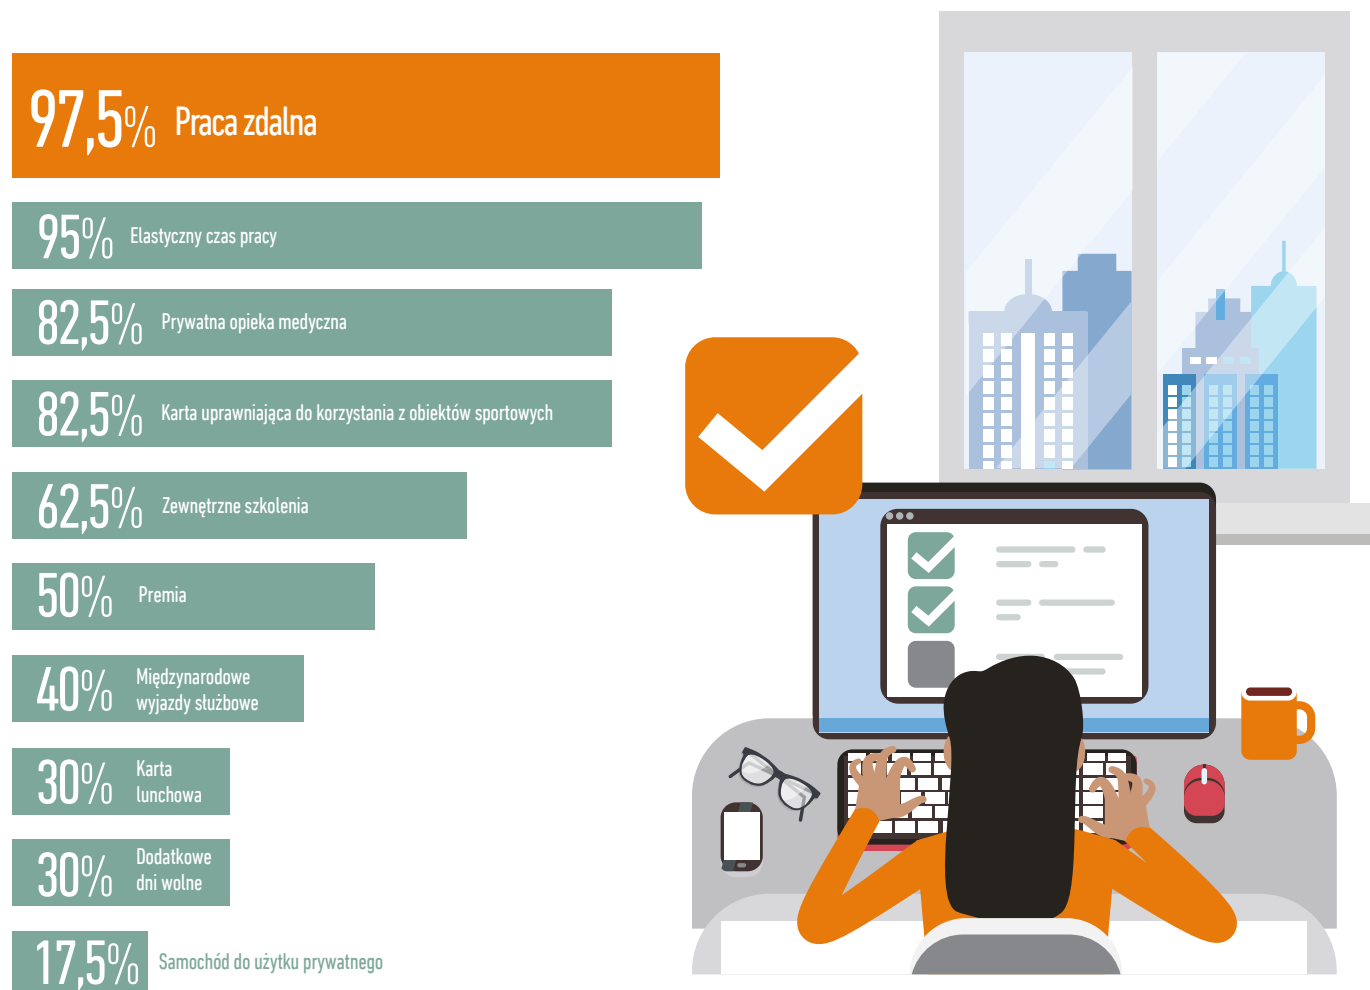 97,5% Praca zdalna
95% Elastyczny czas pracy
82,5% Prywatna opieka medyczna
82,5% Karta uprawniająca do korzystania z obiektów sportowych
62,5% Zewnętrzne szkolenia
50% Premia
40% Międzynarodowe
wyjazdy służbowe
30% Karta
lunchowa
30% Dodatkowe
dni wolne
17,5% Samochód do użytku prywatnego